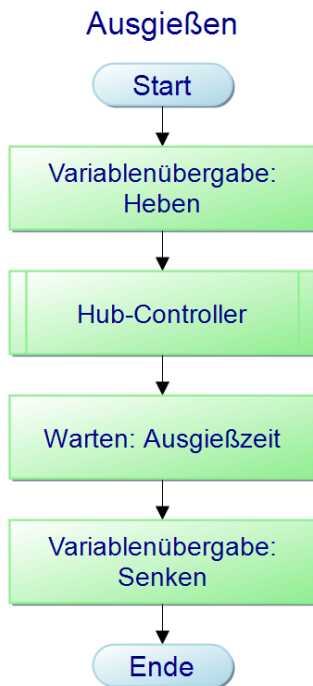 Ausgießen
Start
Variablenübergabe:
Heben
Hub-Controller
Warten: Ausgießzeit
Variablenübergabe:
Senken
Ende